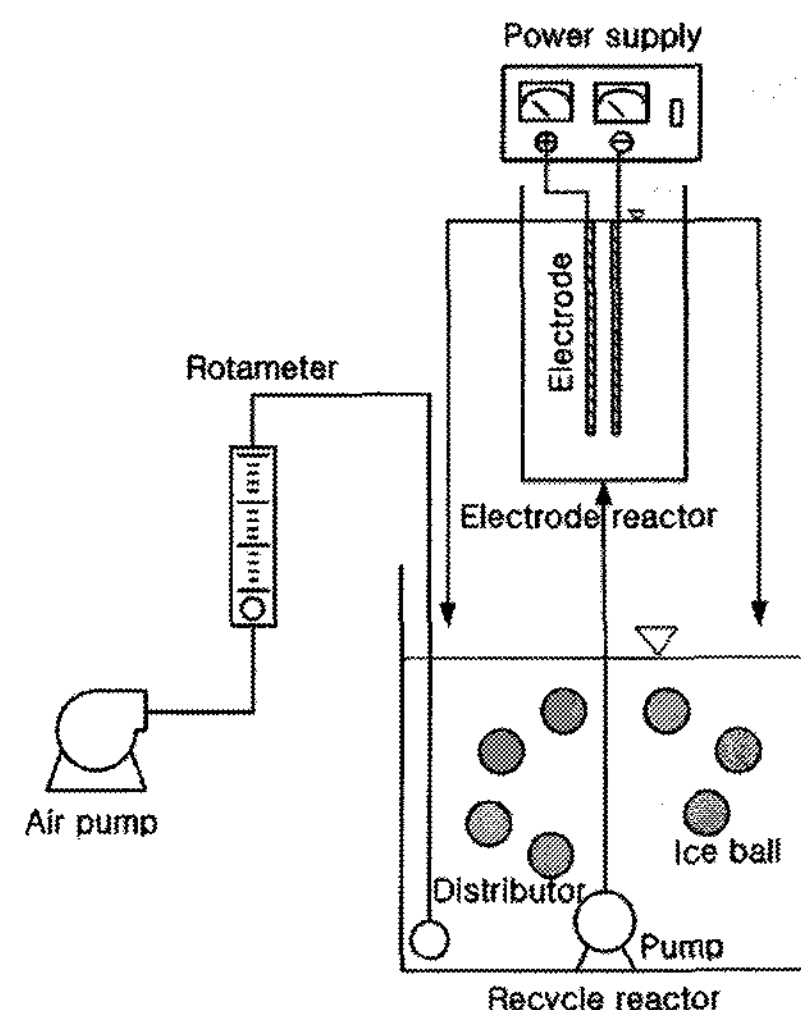 Power supply
Electrode
Rotameter
Electrode reactor
Air pump
Ice ball
Distributor
Pump
Recycle reactor